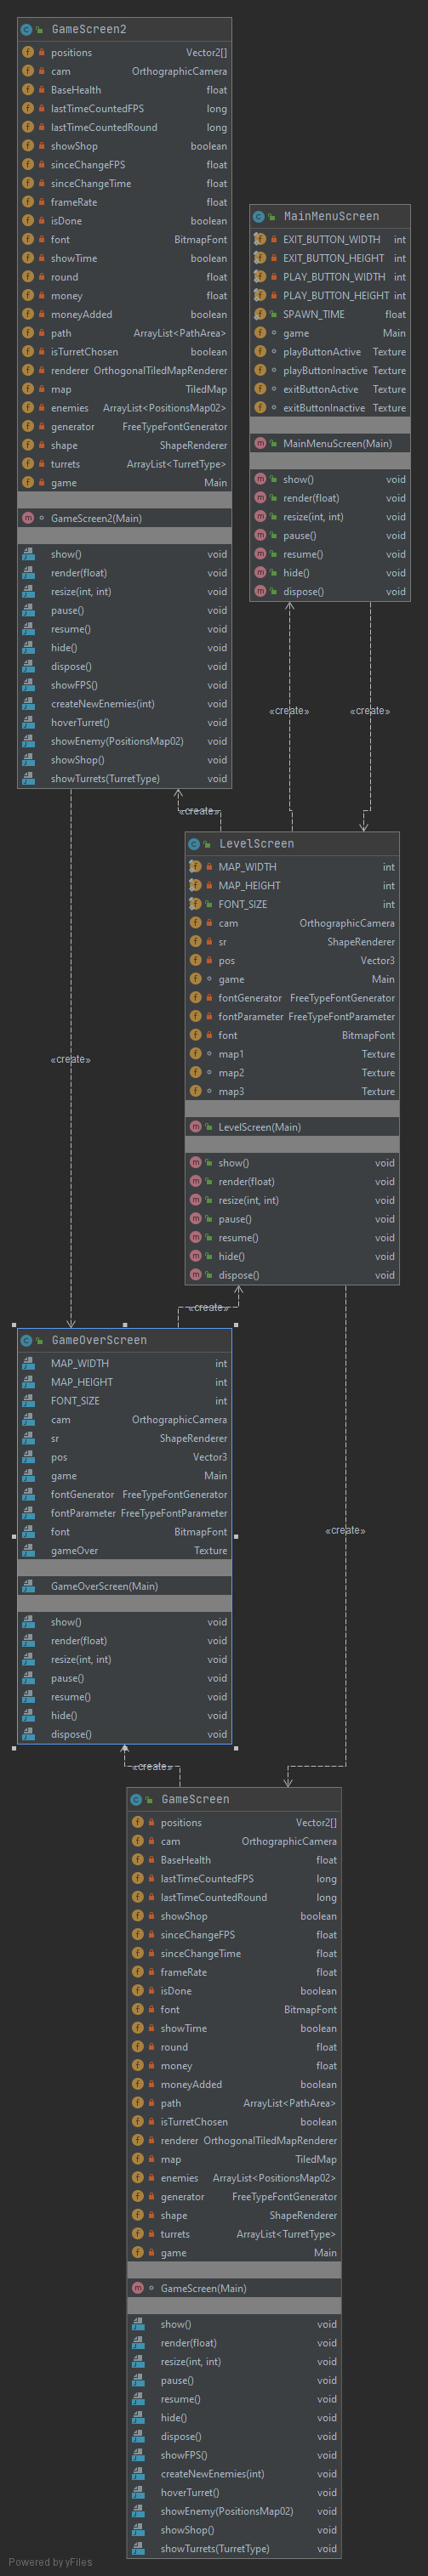 GameScreen2
positions Vector2[]
cam OrthographicCamera
BaseHealth float
lastTimeCountedFPS long
lastTimeCountedRound long
showShop boolean
sinceChangeFPS float
sinceChangeTime float
frameRate float
isDone boolean
font BitmapFont
showTime boolean
round float
money float
moneyAdded boolean
path ArrayList<PathArea>
isTurretChosen boolean
renderer OrthogonalTiledMapRenderer
map TiledMap
enemies ArrayList<PositionsMap02>
generator FreeTypeFontGenerator
shape ShapeRenderer
turrets ArrayList<TurretType>
game Main
GameScreen2(Main)
show() void
render(float) void
resize(int, int) void
pause() void
resume() void
hide() void
dispose() void
showFPS() void
createNewEnemies(int) void
hoverTurret() void
showEnemy(PositionsMap02) void
showShop() void
showTurrets(TurretType) void
MainMenuScreen
EXIT_BUTTON_WIDTH int
EXIT_BUTTON_HEIGHT int
PLAY_BUTTON_WIDTH int
PLAY_BUTTON_HEIGHT int
SPAWN_TIME float
game Main
playButtonActive Texture
playButtonInactive Texture
exitButtonActive Texture
exitButtonInactive Texture
MainMenuScreen(Main)
show() void
render(float) void
resize(int, int) void
pause() void
resume() void
hide() void
dispose() void
«create»
«create»
«create»
LevelScreen
MAP_WIDTH int
MAP_HEIGHT int
FONT_SIZE int
cam OrthographicCamera
sr ShapeRenderer
pos Vector3
game Main
fontGenerator FreeTypeFontGenerator
fontParameter FreeTypeFontParameter
font BitmapFont
map1 Texture
map2 Texture
map3 Texture
LevelScreen(Main)
show() void
render(float) void
resize(int, int) void
pause() void
resume() void
hide() void
dispose() void
«create»
«create»
GameOverScreen
MAP_WIDTH int
MAP_HEIGHT int
FONT_SIZE int
cam OrthographicCamera
sr ShapeRenderer
pos Vector3
game Main
fontGenerator FreeTypeFontGenerator
fontParameter FreeTypeFontParameter
font BitmapFont
gameOver Texture
GameOverScreen(Main)
show() void
render(float) void
resize(int, int) void
pause() void
resume() void
hide() void
dispose() void
«create»
«create»
GameScreen
positions Vector2[]
cam OrthographicCamera
BaseHealth float
lastTimeCountedFPS long
lastTimeCountedRound long
showShop boolean
sinceChangeFPS float
sinceChangeTime float
frameRate float
isDone boolean
font BitmapFont
showTime boolean
round float
money float
moneyAdded boolean
path ArrayList<PathArea>
isTurretChosen boolean
renderer OrthogonalTiledMapRenderer
map TiledMap
enemies ArrayList<PositionsMap02>
generator FreeTypeFontGenerator
shape ShapeRenderer
turrets ArrayList<TurretType>
game Main
GameScreen(Main)
show() void
render(float) void
resize(int, int) void
pause() void
resume() void
hide() void
dispose() void
showFPS() void
createNewEnemies(int) void
hoverTurret() void
showEnemy(PositionsMap02) void
showShop() void
showTurrets(TurretType) void
Powered by yFiles